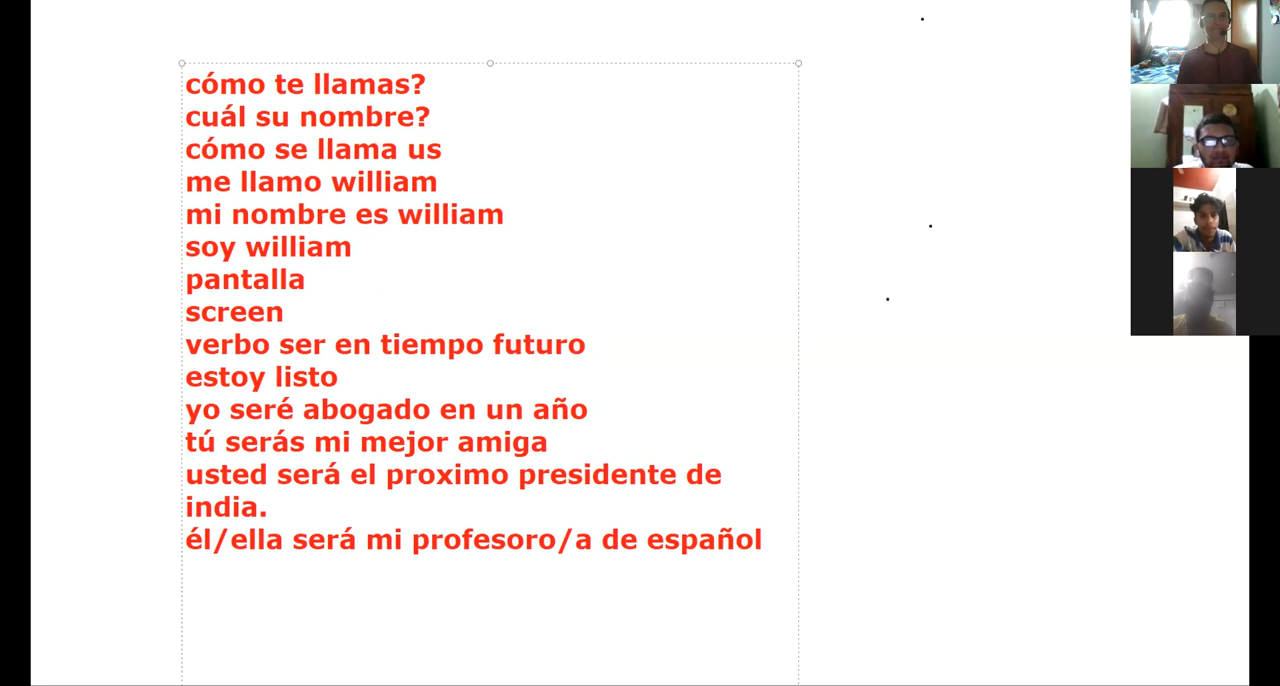 cómo te llamas?
cuál su nombre?
cómo se llama us
me llamo william
mi nombre es william
soy william
pantalla
screen
verbo ser en tiempo futuro
estoy listo
yo seré abogado en un año
tú serás mi mejor amiga
usted será el proximo presidente de
india.
él/ella será mi profesoro/a de español